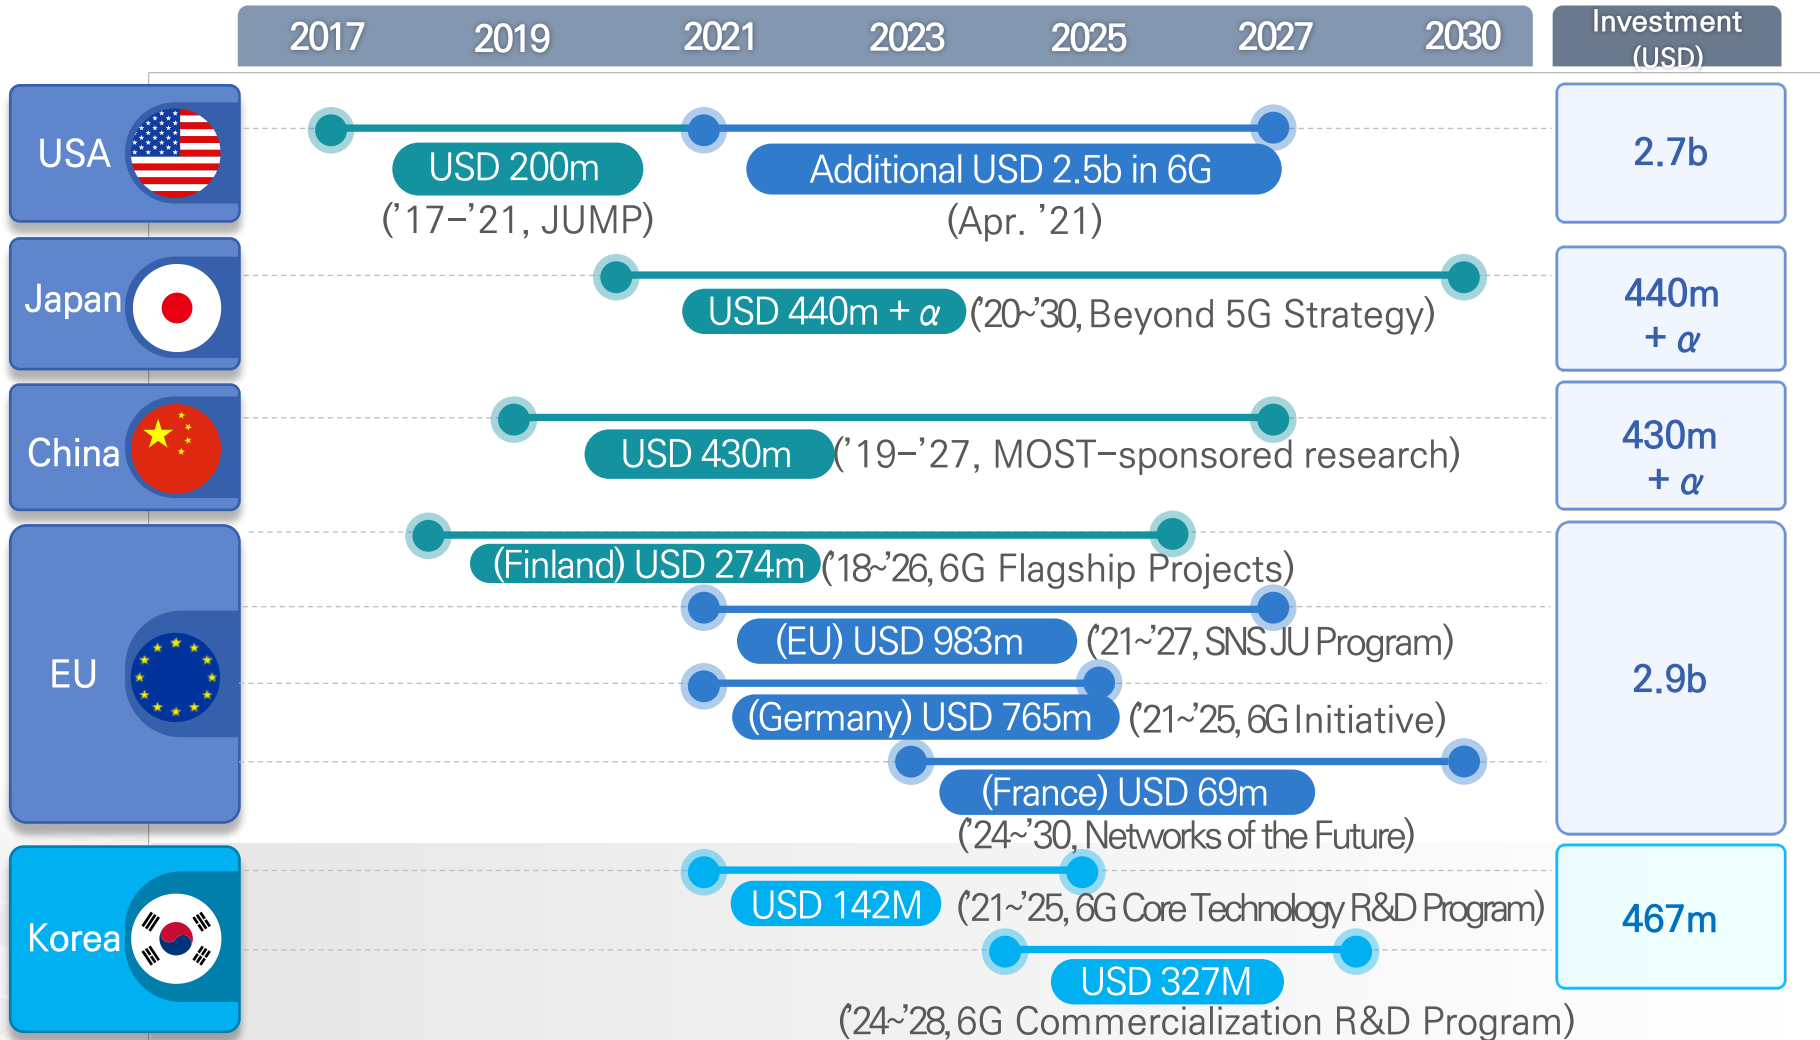 2017 2019 2021 2023 2025 2027 2030 Investment
(USD)
USA
USD 200m
('17-'21, JUMP)
Additional USD 2.5b in 6G
(Apr. '21)
2.7b
Japan
USD 440m + α ('20~'30, Beyond 5G Strategy)
440m
+ α
China
USD 430m ('19-'27, MOST-sponsored research)
430m
+ α
EU
(Finland) USD 274m ('18~'26, 6G Flagship Projects)
(EU) USD 983m ('21~'27, SNS JU Program)
(Germany) USD 765m ('21~'25, 6G Initiative)
(France) USD 69m
('24~'30, Networks of the Future)
2.9b
Korea
USD 142M ('21~'25, 6G Core Technology R&D Program)
USD 327M
('24~'28, 6G Commercialization R&D Program)
467m